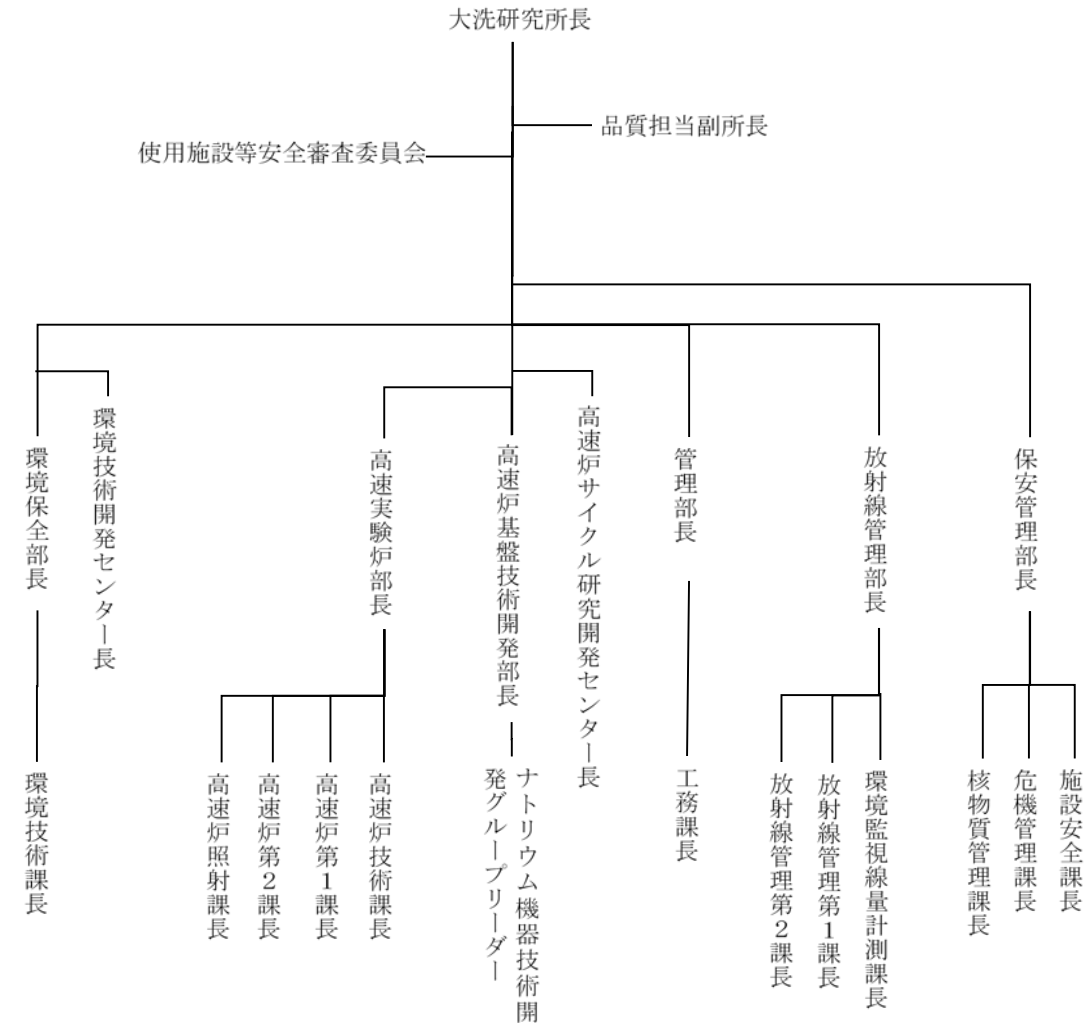 大洗研究所長
品質担当副所長
使用施設等安全審査委員会
保安管理部長
放射線管理部長
管理部長
高速炉サイクル研究開発センター長
高速炉基盤技術開発部長
高速実験炉部長
環境技術開発センター長
環境保全部長
施設安全課長
危機管理課長
核物質管理課長
環境監視線量計測課長
放射線管理第1課長
放射線管理第2課長
工務課長
ナトリウム機器技術開
発グループリーダー
高速炉技術課長
高速炉第1課長
高速炉第2課長
高速炉照射課長
環境技術課長